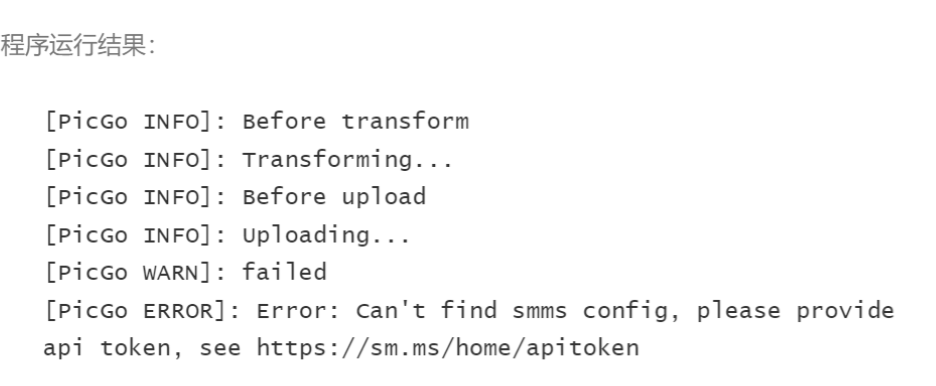 程序运行结果：
[PicGo INFO]: Before transform
[PicGo INFO]: Transforming...
[PicGo INFO]: Before upload
[PicGo INFO]: Uploading...
[PicGo WARN]: failed
[PicGo ERROR]: Error: Can't find smms config, please provide
api token, see https://sm.ms/home/apitoken